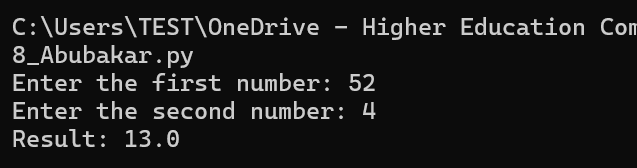 C:\Users\TEST\OneDrive - Higher Education Com
8_Abubakar.py
Enter the first number: 52
Enter the second number: 4
Result: 13.0